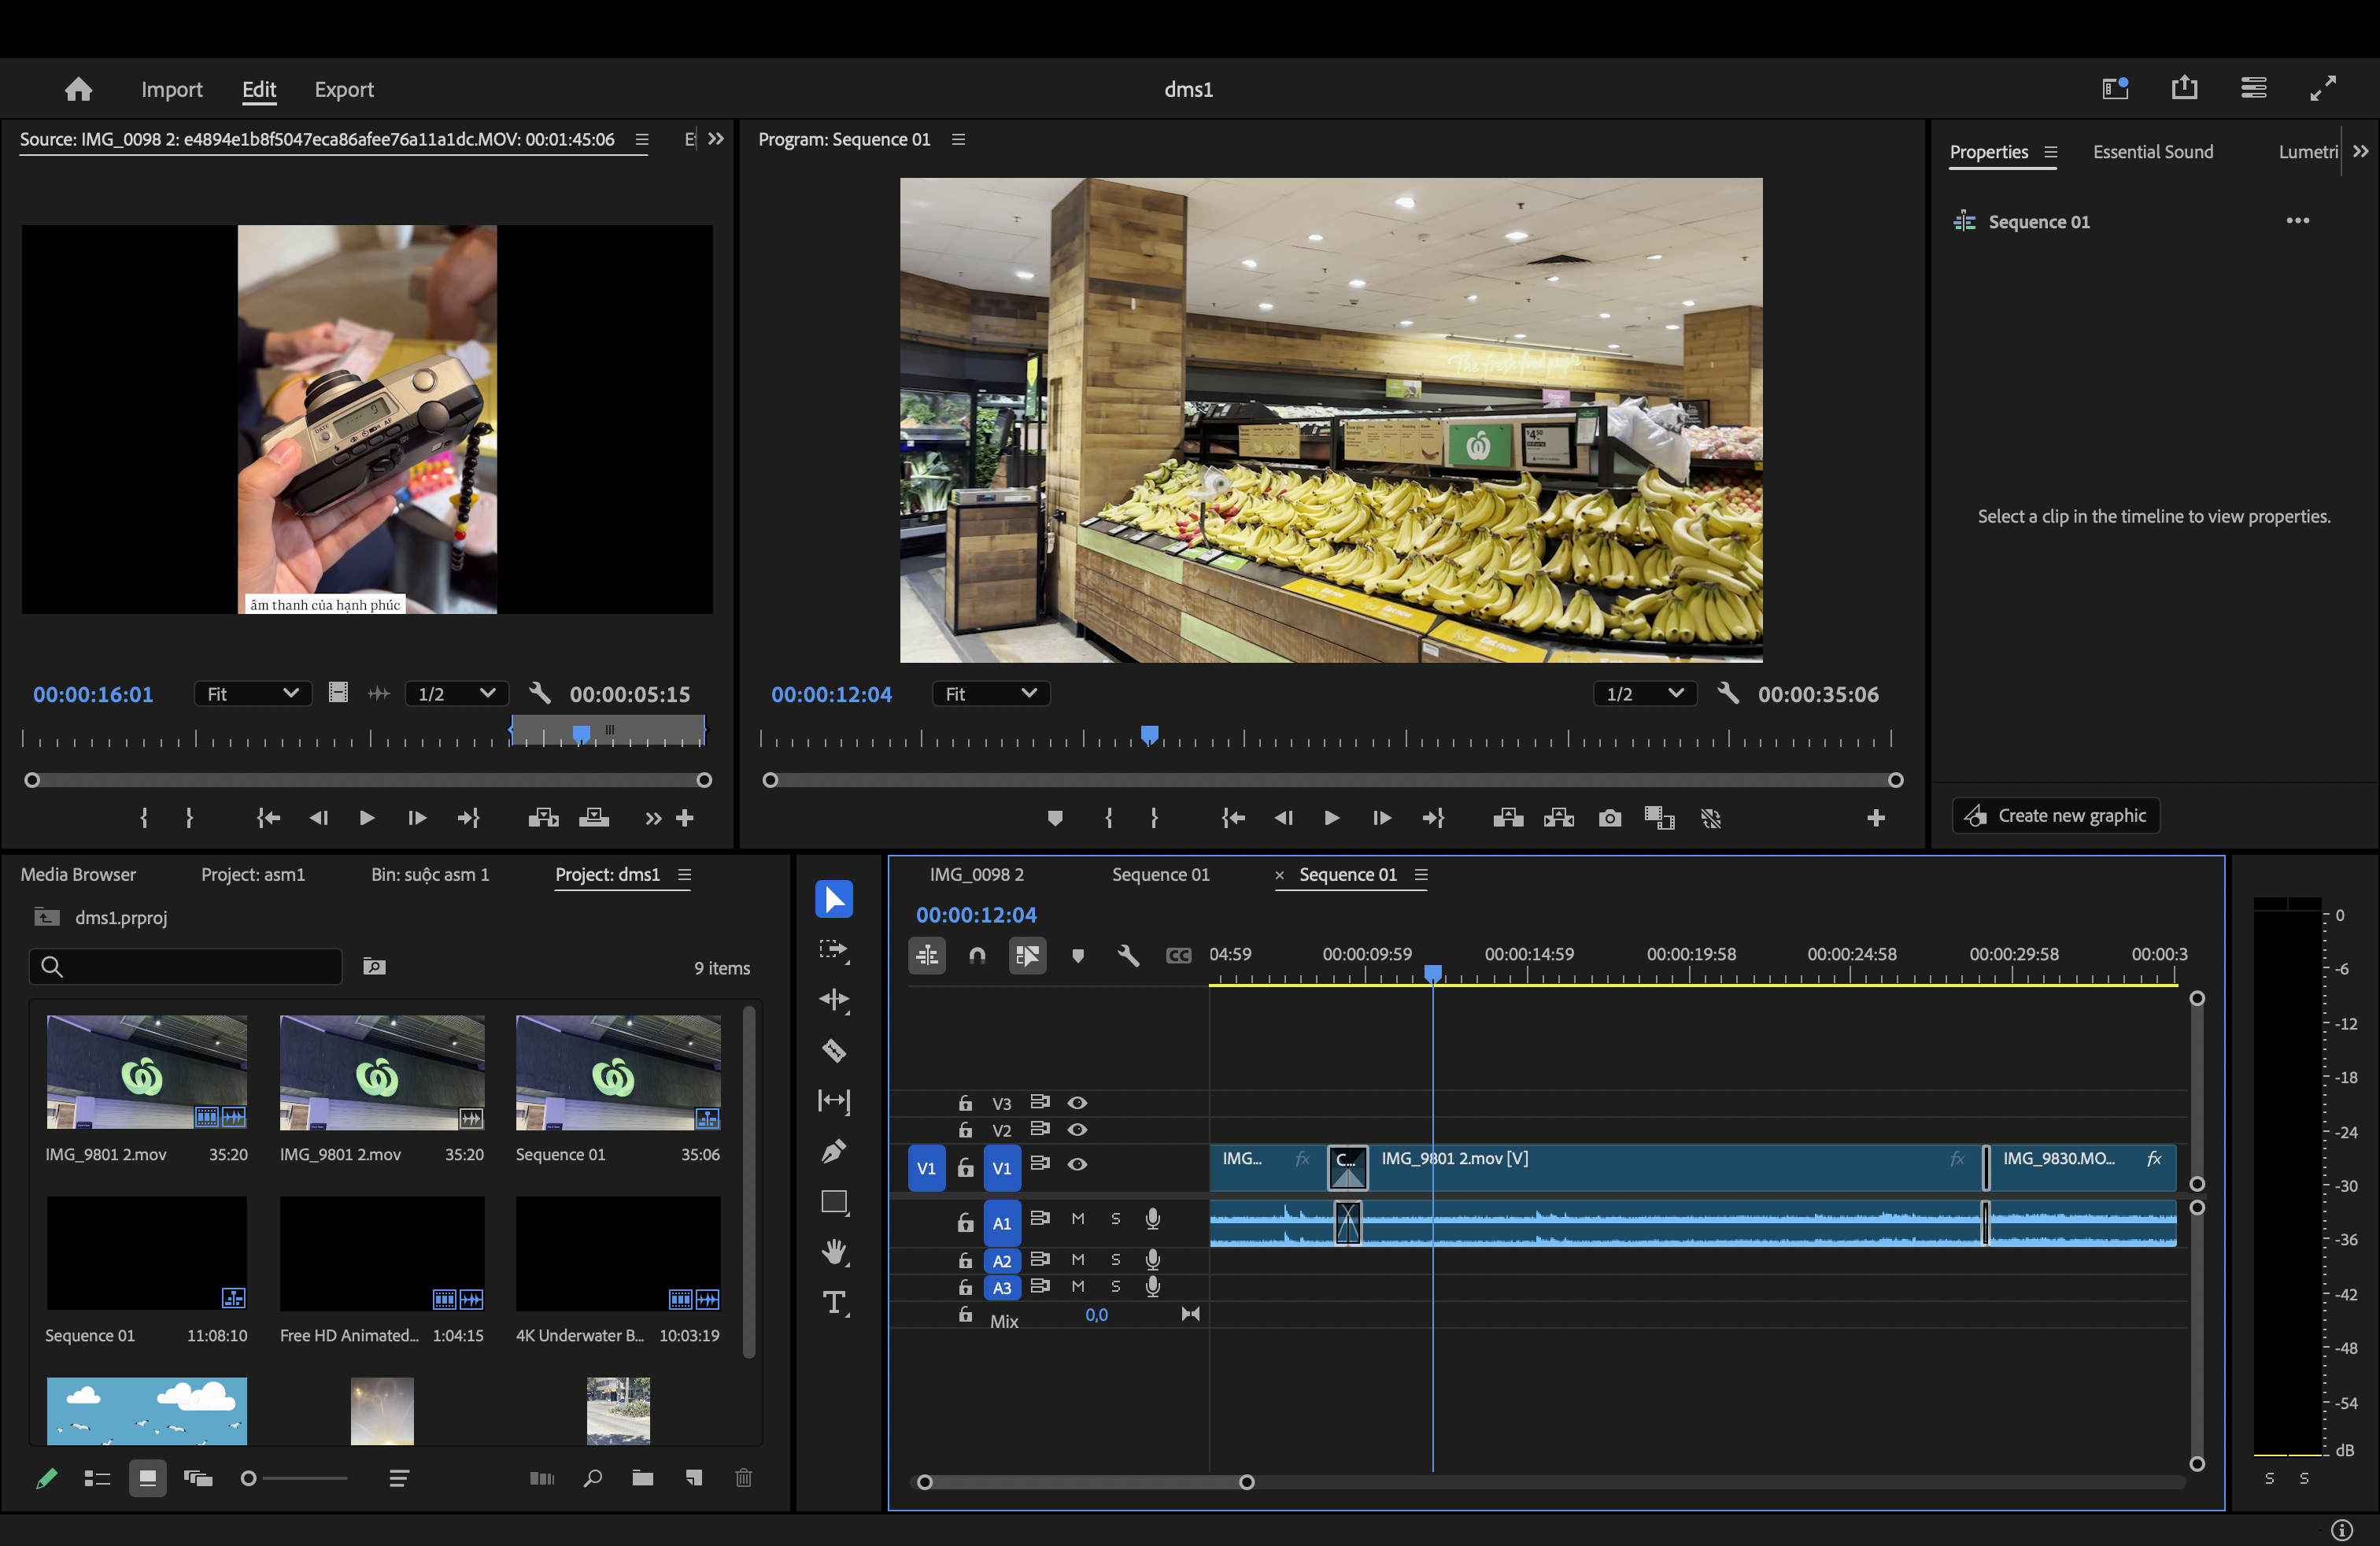 Import
Edit
Export
dms1
Source: IMG_0098 2: e4894e1b8f5047eca86afee76a11a1dc.MOV: 00:01:45:06
Program: Sequence 01
Properties
Essential Sound
Lumetri
Sequence 01
âm thanh của hạnh phúc
The fresh food people
Select a clip in the timeline to view properties.
00:00:16:01
Fit
1/2
00:00:05:15
00:00:12:04
Fit
1/2
00:00:35:06
Create new graphic
Media Browser
Project: asm1
Bin: suộc asm 1
Project: dms1
dms1.prproj
9 items
IMG_9801 2.mov 35:20
IMG_9801 2.mov 35:20
Sequence 01 35:06
Sequence 01 11:08:10
Free HD Animated... 1:04:15
4K Underwater B... 10:03:19
IMG_0098 2
Sequence 01
× Sequence 01
00:00:12:04
04:59
00:00:09:59
00:00:14:59
00:00:19:58
00:00:24:58
00:00:29:58
00:00:3
V3
V2
V1 V1
IMG... fx
C...
IMG_9801 2.mov [V] fx
IMG_9830.MO... fx
A1 M S
A2 M S
A3 M S
Mix 0,0
0
-6
-12
-18
-24
-30
-36
-42
-48
-54
dB
S S